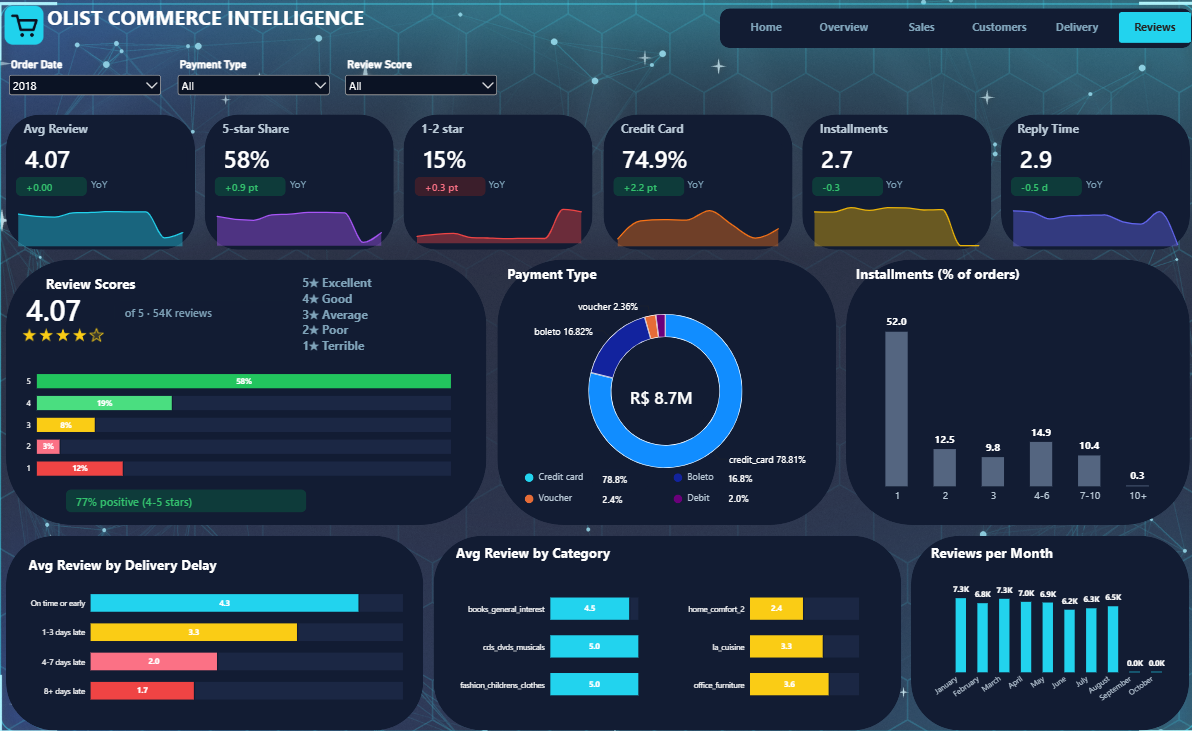 OLIST COMMERCE INTELLIGENCE
Home Overview Sales Customers Delivery Reviews
Order Date Payment Type Review Score
2018 All All
Avg Review
4.07
+0.00 YoY
5-star Share
58%
+0.9 pt YoY
1-2 star
15%
+0.3 pt YoY
Credit Card
74.9%
+2.2 pt YoY
Installments
2.7
-0.3 YoY
Reply Time
2.9
-0.5 d YoY
Review Scores
4.07
of 5 · 54K reviews
★★★★☆
5★ Excellent
4★ Good
3★ Average
2★ Poor
1★ Terrible
5 58%
4 19%
3 8%
2 3%
1 12%
77% positive (4-5 stars)
Payment Type
voucher 2.36%
boleto 16.82%
R$ 8.7M
credit_card 78.81%
Credit card 78.8% Boleto 16.8%
Voucher 2.4% Debit 2.0%
Installments (% of orders)
52.0 12.5 9.8 14.9 10.4 0.3
1 2 3 4-6 7-10 10+
Avg Review by Delivery Delay
On time or early 4.3
1-3 days late 3.3
4-7 days late 2.0
8+ days late 1.7
Avg Review by Category
books_general_interest 4.5
cds_dvds_musicals 5.0
fashion_childrens_clothes 5.0
home_comfort_2 2.4
la_cuisine 3.3
office_furniture 3.6
Reviews per Month
7.3K 6.8K 7.3K 7.0K 6.9K 6.2K 6.3K 6.5K 0.0K 0.0K
January February March April May June July August September October